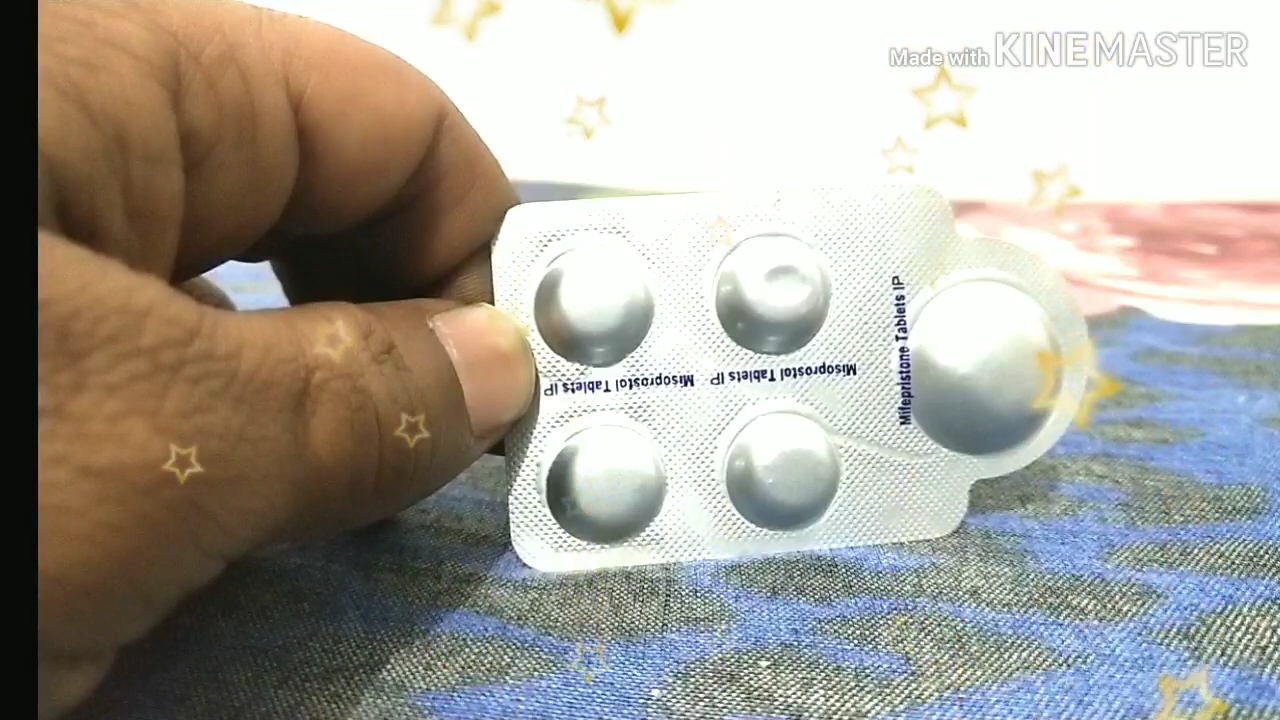 Made with KINEMASTER
Misoprostol Tablets IP
Misoprostol Tablets IP
Mifepristone Tablets IP